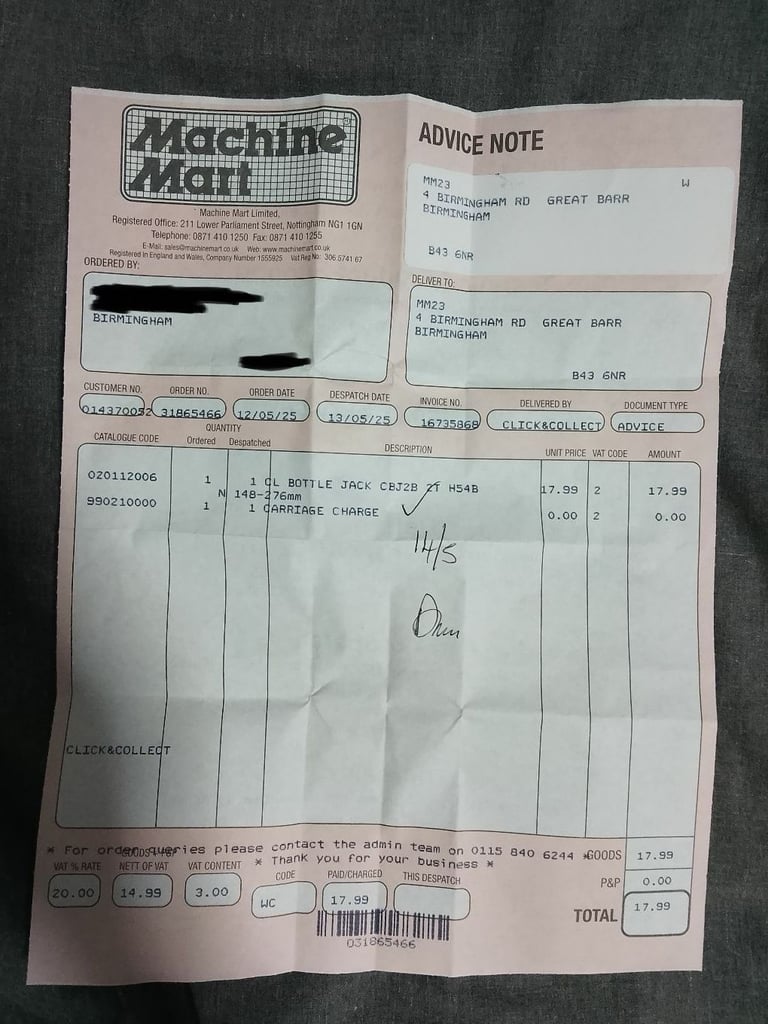 Machine
Mart
ADVICE NOTE
Machine Mart Limited,
Registered Office: 211 Lower Parliament Street, Nottingham NG1 1GN
Telephone: 0871 410 1250 Fax: 0871 410 1255
E-Mail: sales@machinemart.co.uk Web: www.machinemart.co.uk
Registered in England and Wales, Company Number 1555925 Vat Reg No: 306 5741 67
MM23 W
4 BIRMINGHAM RD GREAT BARR
BIRMINGHAM
B43 6NR
ORDERED BY:
BIRMINGHAM
DELIVER TO:
MM23
4 BIRMINGHAM RD GREAT BARR
BIRMINGHAM
B43 6NR
CUSTOMER NO. ORDER NO. ORDER DATE DESPATCH DATE INVOICE NO. DELIVERED BY DOCUMENT TYPE
014370052 31865466 12/05/25 13/05/25 16735868 CLICK&COLLECT ADVICE
CATALOGUE CODE QUANTITY Ordered Despatched DESCRIPTION UNIT PRICE VAT CODE AMOUNT
020112006 1 1 CL BOTTLE JACK CBJ2B 2T H54B 17.99 2 17.99
N 148-276mm
990210000 1 1 CARRIAGE CHARGE 0.00 2 0.00
14/5
CLICK&COLLECT
* For order queries please contact the admin team on 0115 840 6244 *
* Thank you for your business *
GOODS 17.99
P&P 0.00
TOTAL 17.99
VAT % RATE NETT OF VAT VAT CONTENT CODE PAID/CHARGED THIS DESPATCH
20.00 14.99 3.00 WC 17.99
031865466